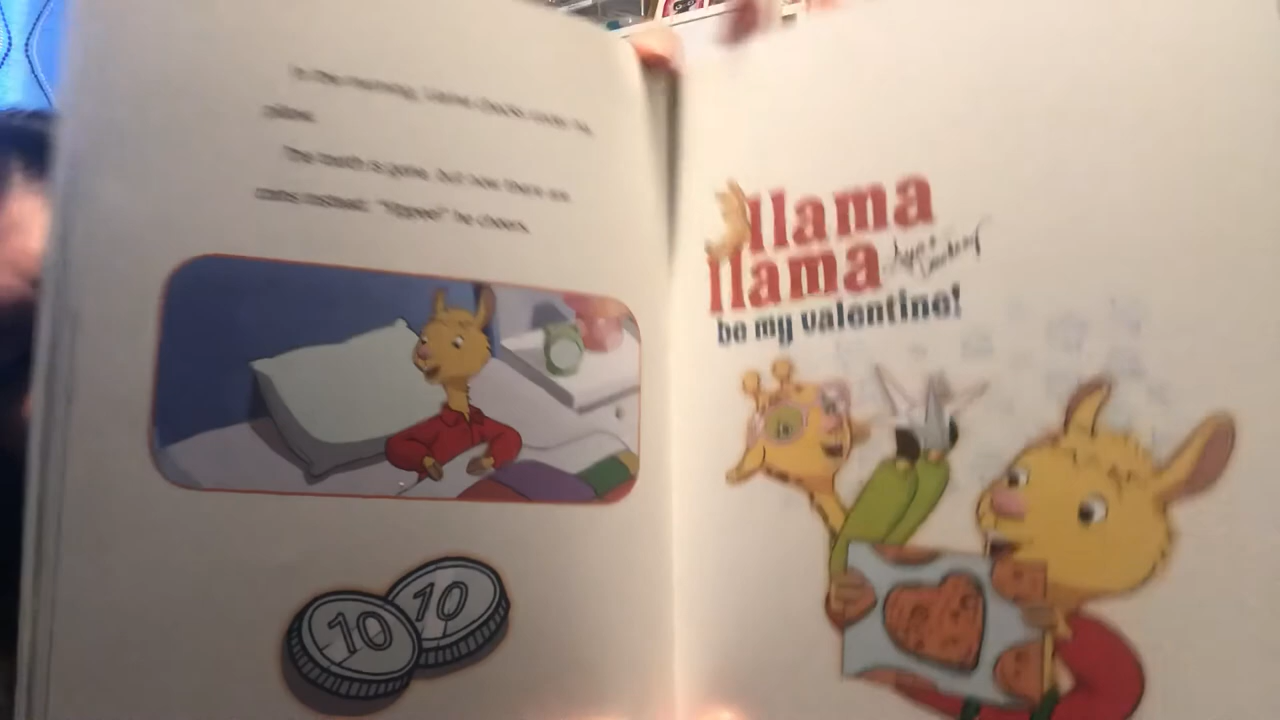 In the morning, Llama checks under his
pillow.
The tooth is gone, but now there are
coins instead. "Yippee!" he cheers.
10
10
llama
llama
be my valentine!